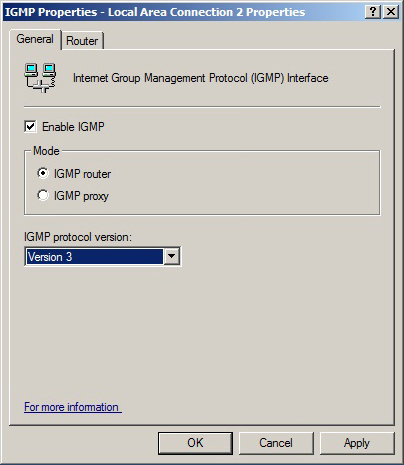 IGMP Properties - Local Area Connection 2 Properties
General
Router
Internet Group Management Protocol (IGMP) Interface
Enable IGMP
Mode
IGMP router
IGMP proxy
IGMP protocol version:
Version 3
For more information
OK
Cancel
Apply